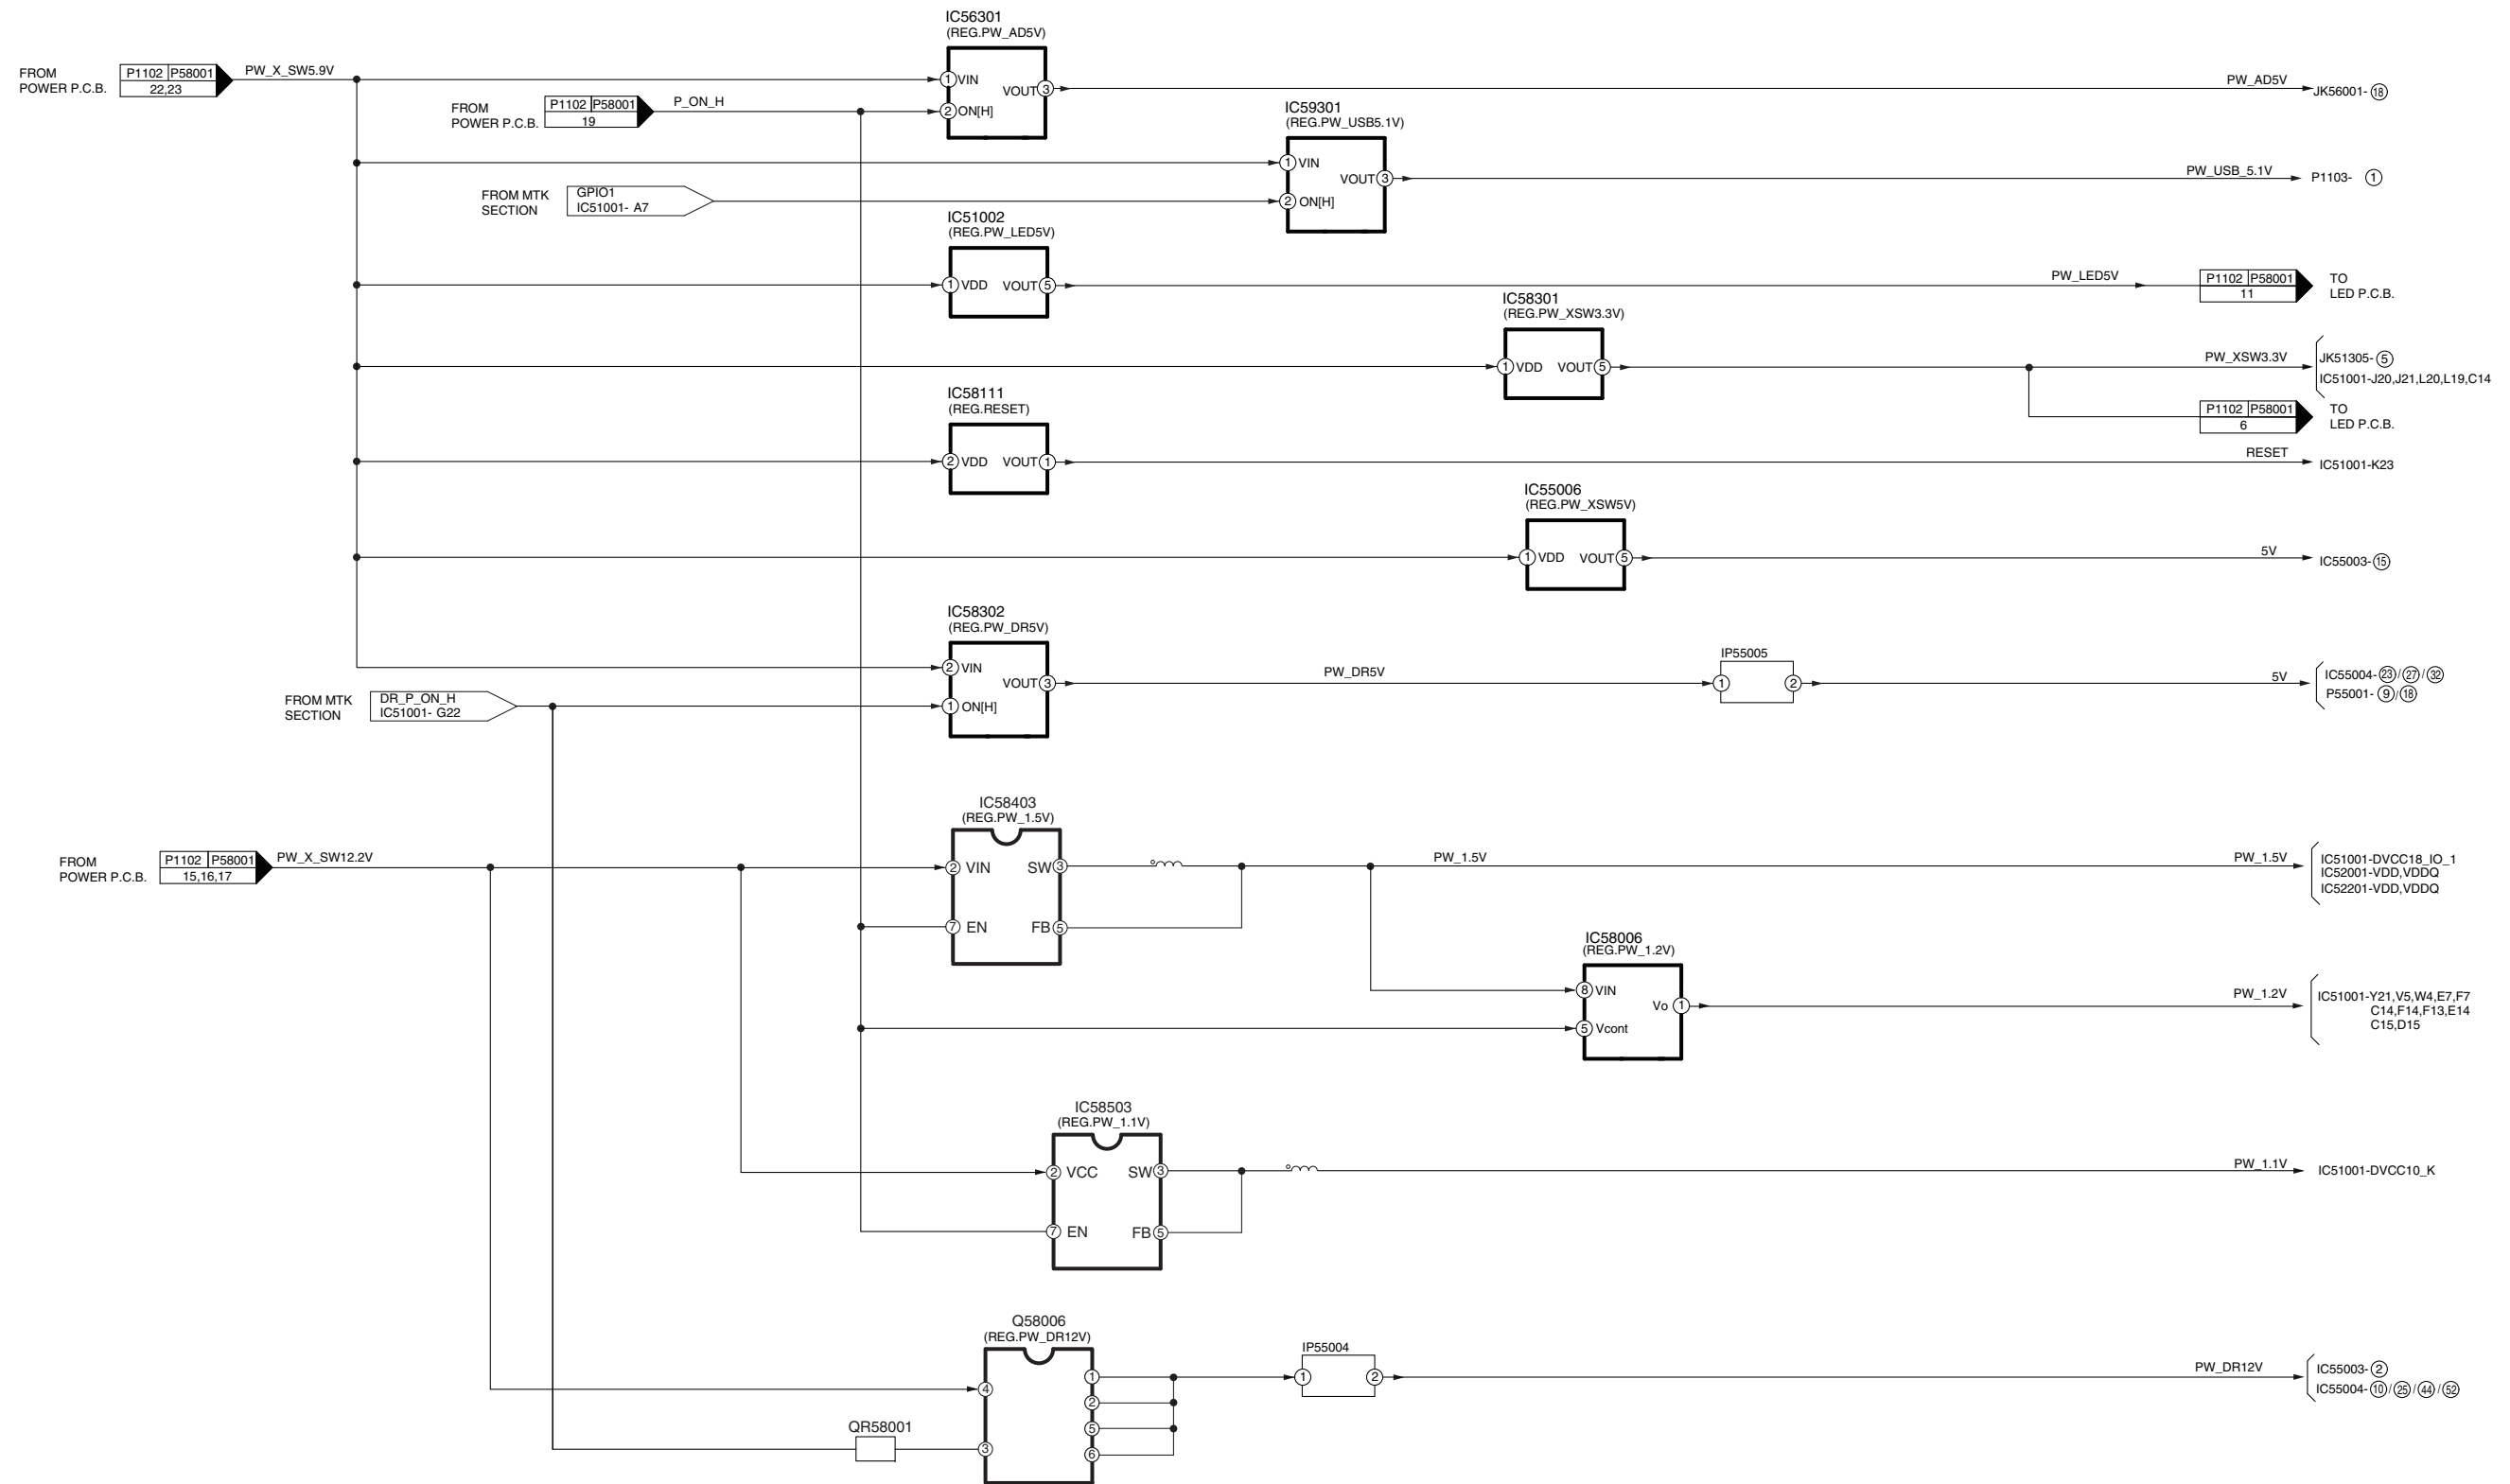 IC56301
(REG.PW_AD5V)
FROM
POWER P.C.B.
P1102 P58001
22,23
PW_X_SW5.9V
1 VIN
VOUT 3
2 ON[H]
PW_AD5V
JK56001- 18
FROM
POWER P.C.B.
P1102 P58001
19
P_ON_H
IC59301
(REG.PW_USB5.1V)
1 VIN
VOUT 3
2 ON[H]
PW_USB_5.1V
P1103- 1
FROM MTK
SECTION
GPIO1
IC51001- A7
IC51002
(REG.PW_LED5V)
1 VDD VOUT 5
PW_LED5V
P1102 P58001
11
TO
LED P.C.B.
IC58301
(REG.PW_XSW3.3V)
1 VDD VOUT 5
PW_XSW3.3V
JK51305- 5
IC51001-J20,J21,L20,L19,C14
P1102 P58001
6
TO
LED P.C.B.
IC58111
(REG.RESET)
2 VDD VOUT 1
RESET
IC51001-K23
IC55006
(REG.PW_XSW5V)
1 VDD VOUT 5
5V
IC55003- 15
IC58302
(REG.PW_DR5V)
2 VIN
VOUT 3
1 ON[H]
PW_DR5V
IP55005
1 2
5V
IC55004- 23 / 27 / 32
P55001- 9 / 18
FROM MTK
SECTION
DR_P_ON_H
IC51001- G22
IC58403
(REG.PW_1.5V)
FROM
POWER P.C.B.
P1102 P58001
15,16,17
PW_X_SW12.2V
2 VIN SW 3
7 EN FB 5
PW_1.5V
PW_1.5V
IC51001-DVCC18_IO_1
IC52001-VDD,VDDQ
IC52201-VDD,VDDQ
IC58006
(REG.PW_1.2V)
8 VIN
Vo 1
5 Vcont
PW_1.2V
IC51001-Y21,V5,W4,E7,F7
C14,F14,F13,E14
C15,D15
IC58503
(REG.PW_1.1V)
2 VCC SW 3
7 EN FB 5
PW_1.1V
IC51001-DVCC10_K
Q58006
(REG.PW_DR12V)
4
3
1
2
5
6
QR58001
IP55004
1 2
PW_DR12V
IC55003- 2
IC55004- 10 / 25 / 44 / 52